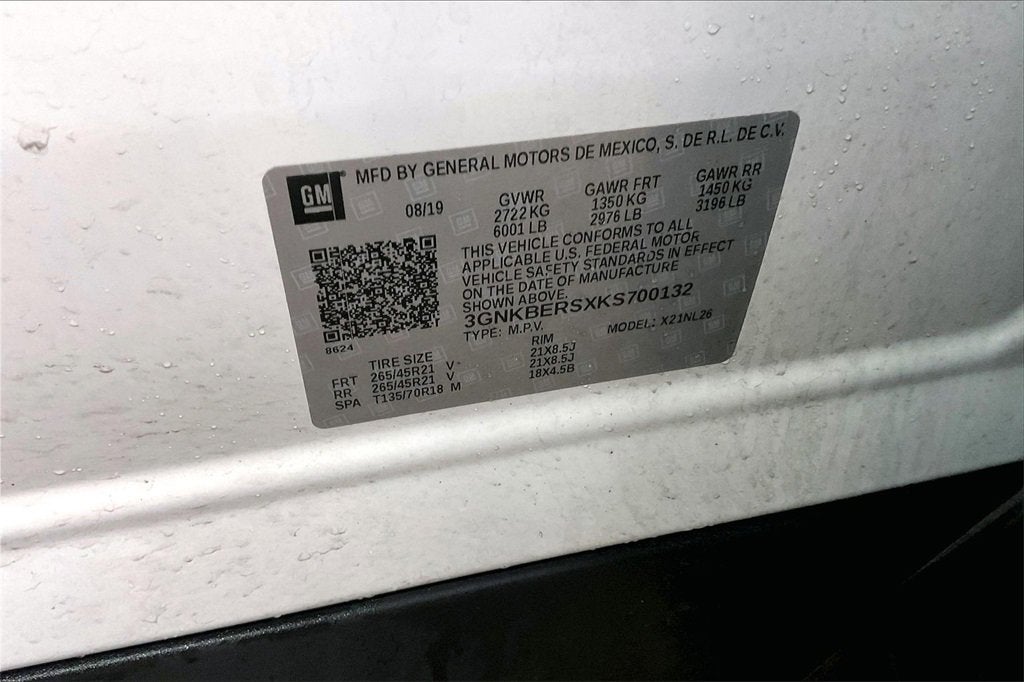 GM
MFD BY GENERAL MOTORS DE MEXICO, S. DE R.L. DE C.V.
08/19 GVWR GAWR FRT GAWR RR
2722 KG 1350 KG 1450 KG
6001 LB 2976 LB 3196 LB
THIS VEHICLE CONFORMS TO ALL
APPLICABLE U.S. FEDERAL MOTOR
VEHICLE SAFETY STANDARDS IN EFFECT
ON THE DATE OF MANUFACTURE
SHOWN ABOVE.
3GNKBERSXKS700132
TYPE: M.P.V. MODEL: X21NL26
8624
TIRE SIZE RIM
FRT 265/45R21 V 21X8.5J
RR 265/45R21 V 21X8.5J
SPA T135/70R18 M 18X4.5B